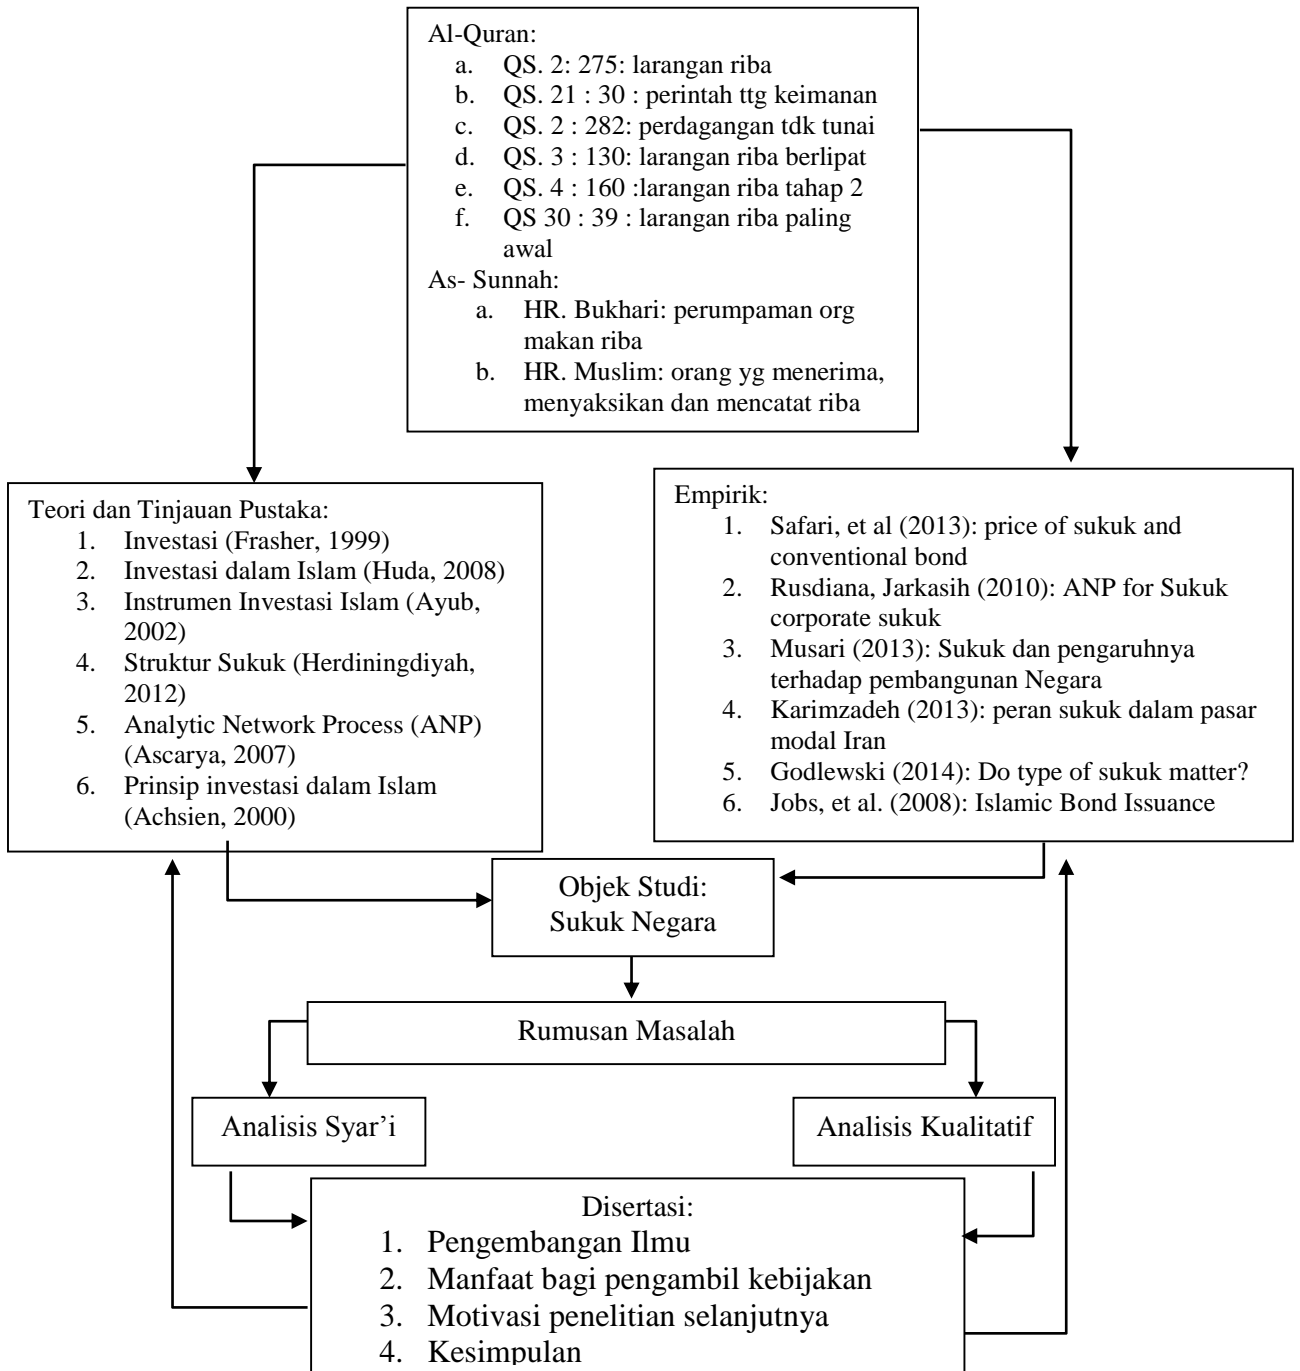 Al-Quran:
a. QS. 2: 275: larangan riba
b. QS. 21 : 30 : perintah ttg keimanan
c. QS. 2 : 282: perdagangan tdk tunai
d. QS. 3 : 130: larangan riba berlipat
e. QS. 4 : 160 :larangan riba tahap 2
f. QS 30 : 39 : larangan riba paling
awal
As- Sunnah:
a. HR. Bukhari: perumpaman org
makan riba
b. HR. Muslim: orang yg menerima,
menyaksikan dan mencatat riba
Teori dan Tinjauan Pustaka:
1. Investasi (Frasher, 1999)
2. Investasi dalam Islam (Huda, 2008)
3. Instrumen Investasi Islam (Ayub,
2002)
4. Struktur Sukuk (Herdiningdiyah,
2012)
5. Analytic Network Process (ANP)
(Ascarya, 2007)
6. Prinsip investasi dalam Islam
(Achsien, 2000)
Empirik:
1. Safari, et al (2013): price of sukuk and
conventional bond
2. Rusdiana, Jarkasih (2010): ANP for Sukuk
corporate sukuk
3. Musari (2013): Sukuk dan pengaruhnya
terhadap pembangunan Negara
4. Karimzadeh (2013): peran sukuk dalam pasar
modal Iran
5. Godlewski (2014): Do type of sukuk matter?
6. Jobs, et al. (2008): Islamic Bond Issuance
Objek Studi:
Sukuk Negara
Rumusan Masalah
Analisis Syar’i
Analisis Kualitatif
Disertasi:
1. Pengembangan Ilmu
2. Manfaat bagi pengambil kebijakan
3. Motivasi penelitian selanjutnya
4. Kesimpulan